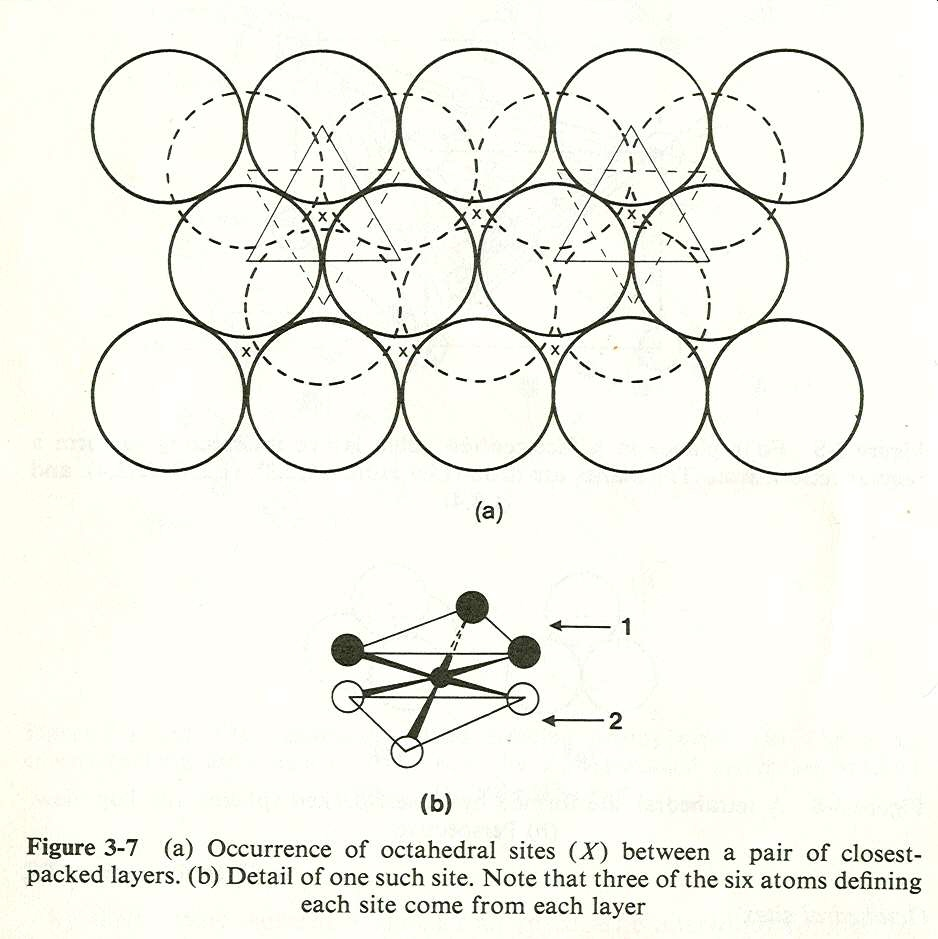 x x x
x x x
(a)
1
2
(b)
Figure 3-7 (a) Occurrence of octahedral sites (X) between a pair of closest-
packed layers. (b) Detail of one such site. Note that three of the six atoms defining
each site come from each layer